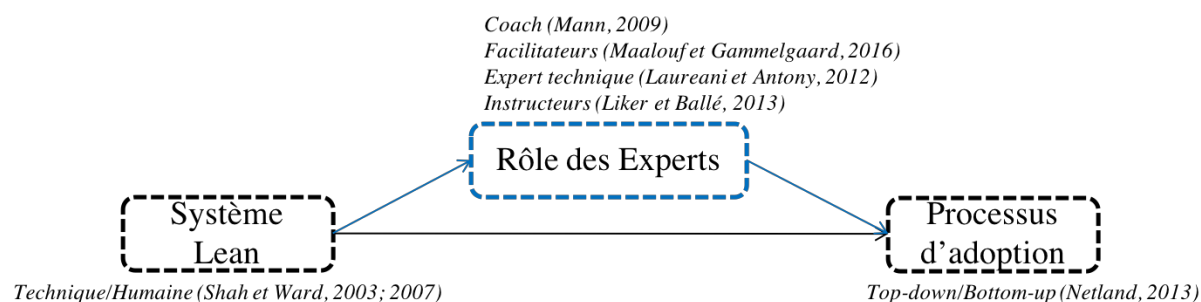 Coach (Mann, 2009)
Facilitateurs (Maalouf et Gammelgaard, 2016)
Expert technique (Laureani et Antony, 2012)
Instructeurs (Liker et Ballé, 2013)
Rôle des Experts
Système
Lean
Processus
d’adoption
Technique/Humaine (Shah et Ward, 2003; 2007)
Top-down/Bottom-up (Netland, 2013)